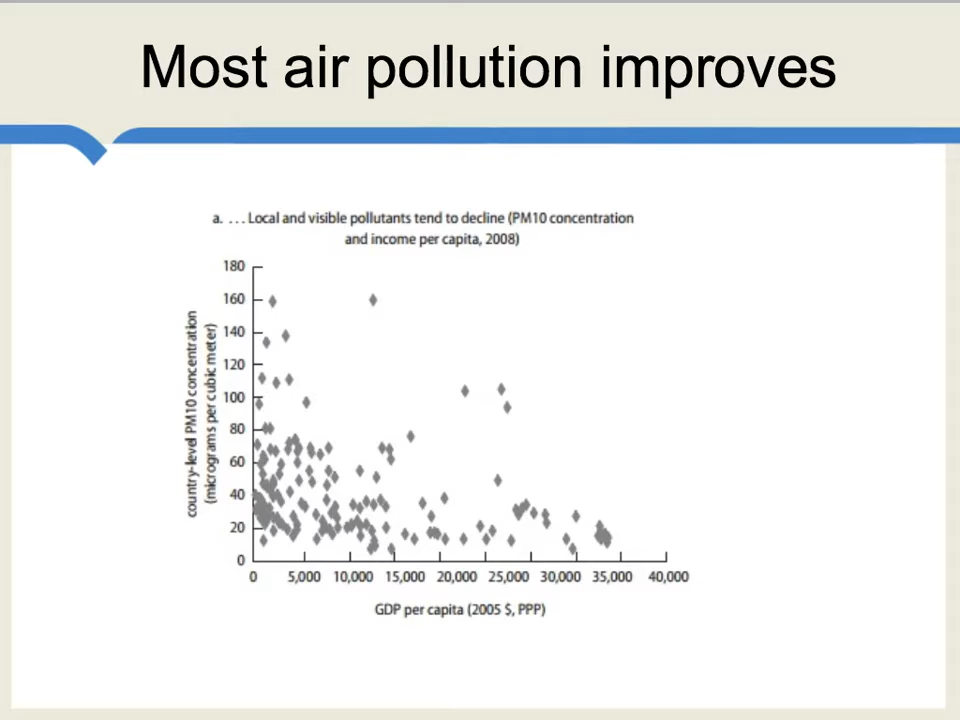 Most air pollution improves
a. ...Local and visible pollutants tend to decline (PM10 concentration
and income per capita, 2008)
country-level PM10 concentration
(micrograms per cubic meter)
180
160
140
120
100
80
60
40
20
0
0 5,000 10,000 15,000 20,000 25,000 30,000 35,000 40,000
GDP per capita (2005 $, PPP)